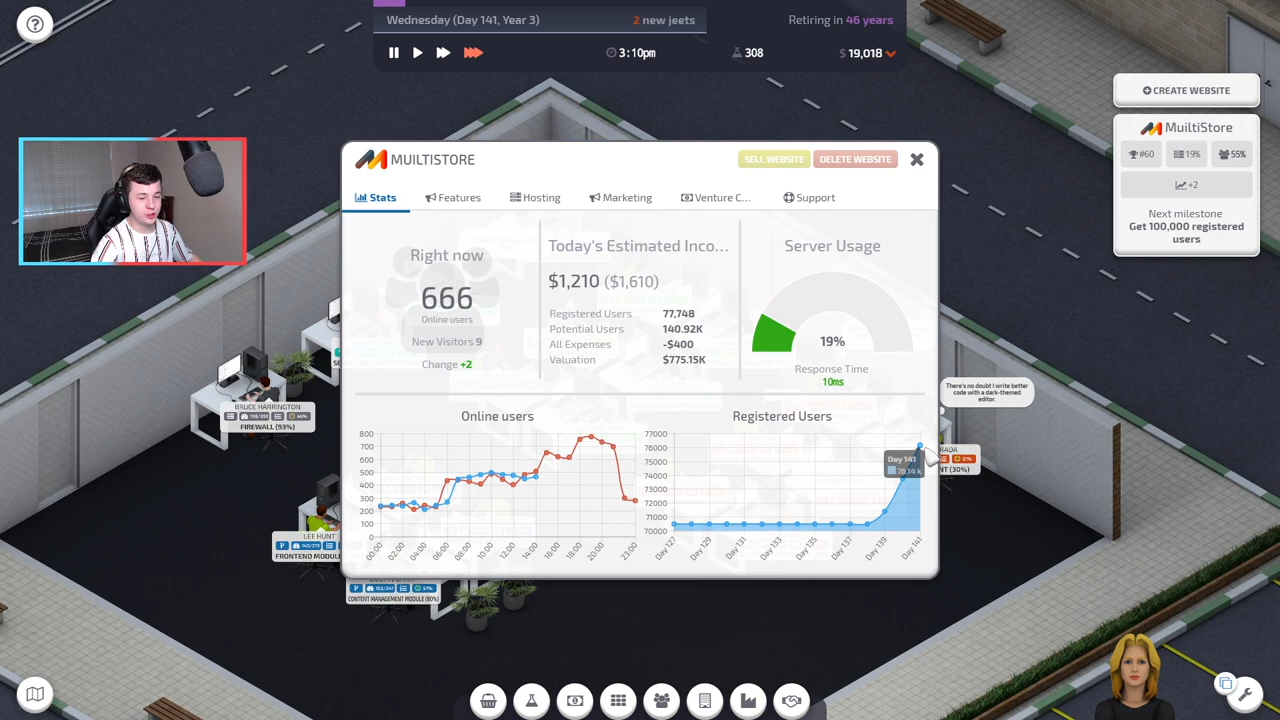 Wednesday (Day 141, Year 3)
2 new jeets
Retiring in 46 years
3:10pm
308
$ 19,018
CREATE WEBSITE
MuiltiStore
#60
19%
55%
+2
Next milestone
Get 100,000 registered
users
MUILTISTORE
SELL WEBSITE
DELETE WEBSITE
Stats
Features
Hosting
Marketing
Venture C...
Support
Right now
666
Online users
New Visitors 9
Change +2
Today's Estimated Inco...
$1,210 ($1,610)
Registered Users 77,748
Potential Users 140.92K
All Expenses -$400
Valuation $775.15K
Server Usage
19%
Response Time
10ms
Online users
800
700
600
500
400
300
200
100
0
00:00
02:00
04:00
06:00
08:00
10:00
12:00
14:00
16:00
18:00
20:00
23:00
Registered Users
77000
76000
75000
74000
73000
72000
71000
70000
Day 127
Day 129
Day 131
Day 133
Day 135
Day 137
Day 139
Day 141
Day 141
76.14 k
There's no doubt I write better
code with a dark-themed
editor.
BRUCE HARRINGTON
FIREWALL (93%)
LEE HUNT
FRONTEND MODUL
CONTENT MANAGEMENT MODULE (80%)
RADA
NT (30%)